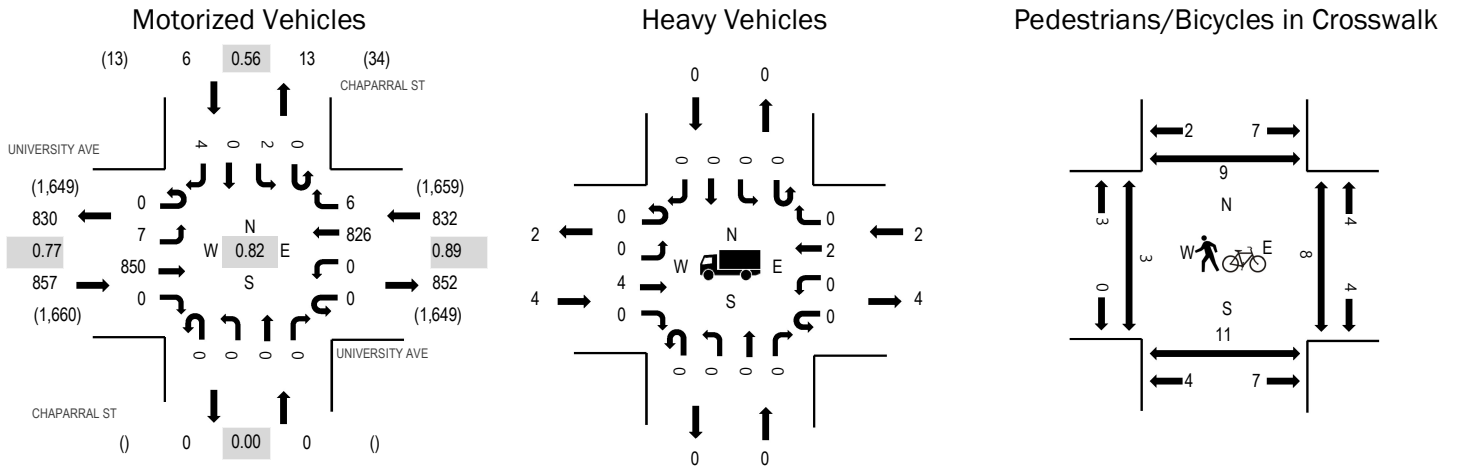 Motorized Vehicles
(13) 6 0.56 13 (34)
CHAPARRAL ST
4 0 2 0
UNIVERSITY AVE
(1,649) (1,659)
0 6
830 832
7 N 826
0.77 W 0.82 E 0.89
850 0
857 S 852
0 0
(1,660) (1,649)
0 0 0 0
UNIVERSITY AVE
CHAPARRAL ST
() 0 0.00 0 ()
Heavy Vehicles
0 0
0 0 0 0
0 0
2 N 2
0 2
W E
4 0
4 S 4
0 0
0 0 0 0
0 0
Pedestrians/Bicycles in Crosswalk
2 7
9
N
3 4
W E
3 8
0 4
S
11
4 7